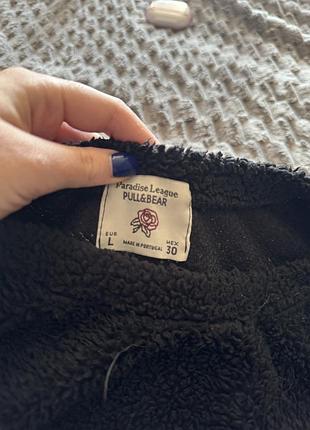 Paradise League
PULL&BEAR
EUR L MADE IN PORTUGAL MEX 30